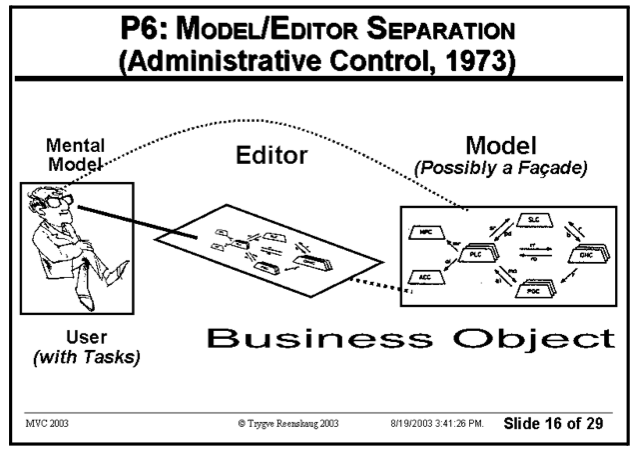 P6: MODEL/EDITOR SEPARATION
(Administrative Control, 1973)
Mental
Model
Editor
Model
(Possibly a Façade)
SLC
MPC
PLC
ACC
PGC
User
(with Tasks)
Business Object
MVC 2003
© Trygve Reenskaug 2003
8/19/2003 3:41:26 PM.
Slide 16 of 29